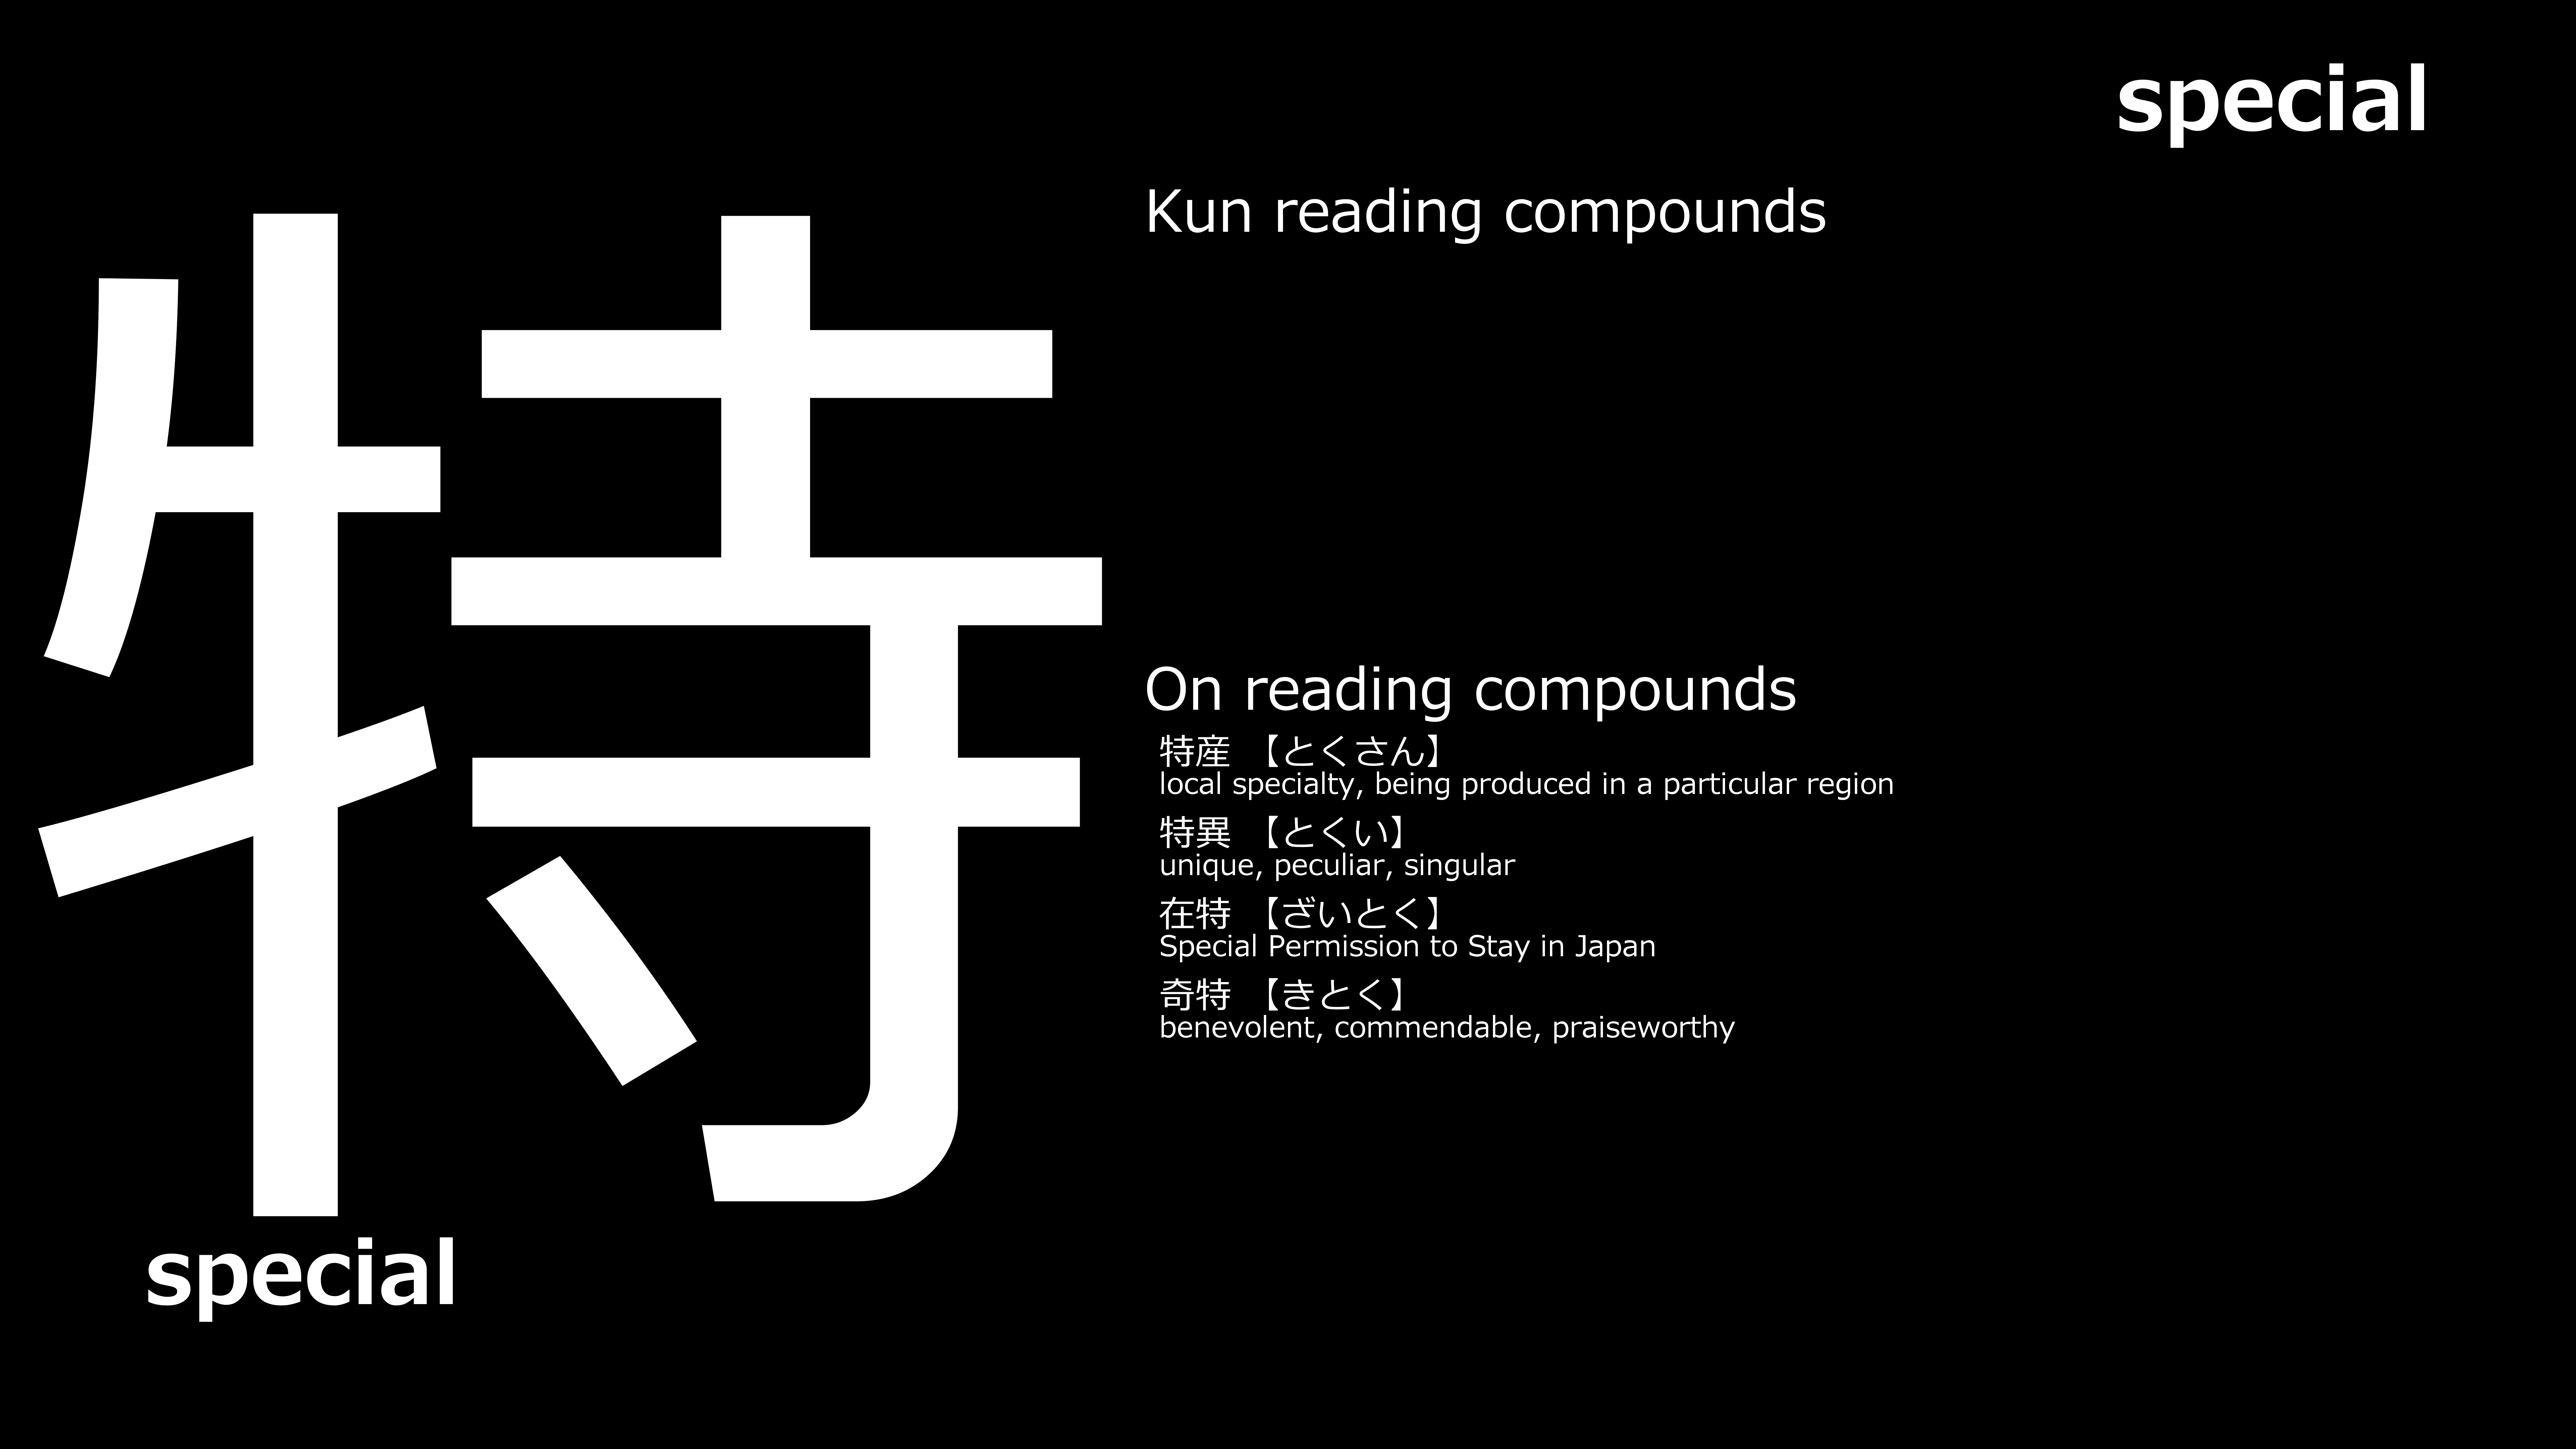 special
特
special
Kun reading compounds
On reading compounds
特産 【とくさん】
local specialty, being produced in a particular region
特異 【とくい】
unique, peculiar, singular
在特 【ざいとく】
Special Permission to Stay in Japan
奇特 【きとく】
benevolent, commendable, praiseworthy